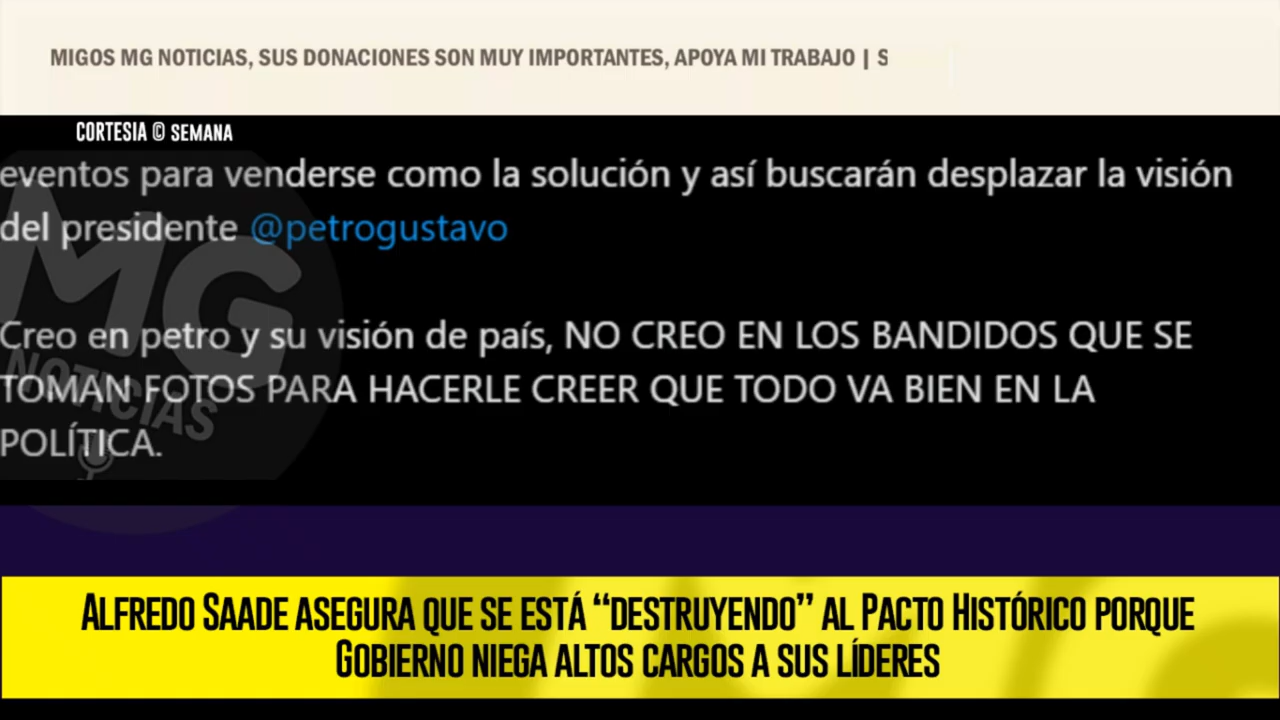 MIGOS MG NOTICIAS, SUS DONACIONES SON MUY IMPORTANTES, APOYA MI TRABAJO | S
CORTESIA © SEMANA
eventos para venderse como la solución y así buscarán desplazar la visión
del presidente @petrogustavo
Creo en petro y su visión de país, NO CREO EN LOS BANDIDOS QUE SE
TOMAN FOTOS PARA HACERLE CREER QUE TODO VA BIEN EN LA
POLÍTICA.
MG
NOTICIAS
ALFREDO SAADE ASEGURA QUE SE ESTÁ “DESTRUYENDO” AL PACTO HISTÓRICO PORQUE
GOBIERNO NIEGA ALTOS CARGOS A SUS LÍDERES